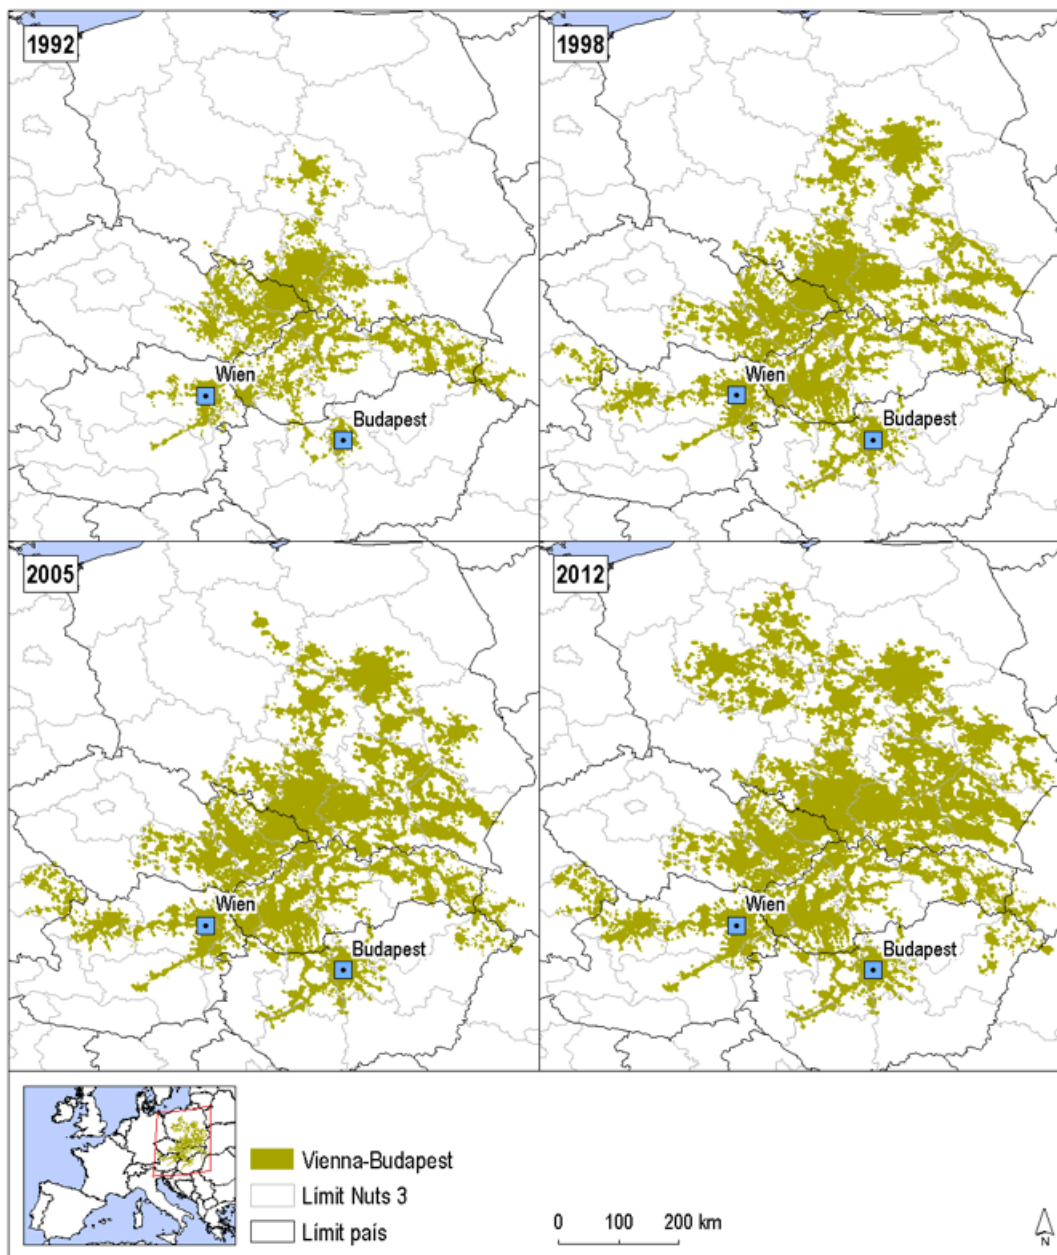 1992
1998
Wien
Budapest
Wien
Budapest
2005
2012
Wien
Budapest
Wien
Budapest
Vienna-Budapest
Límit Nuts 3
Límit país
0 100 200 km
N